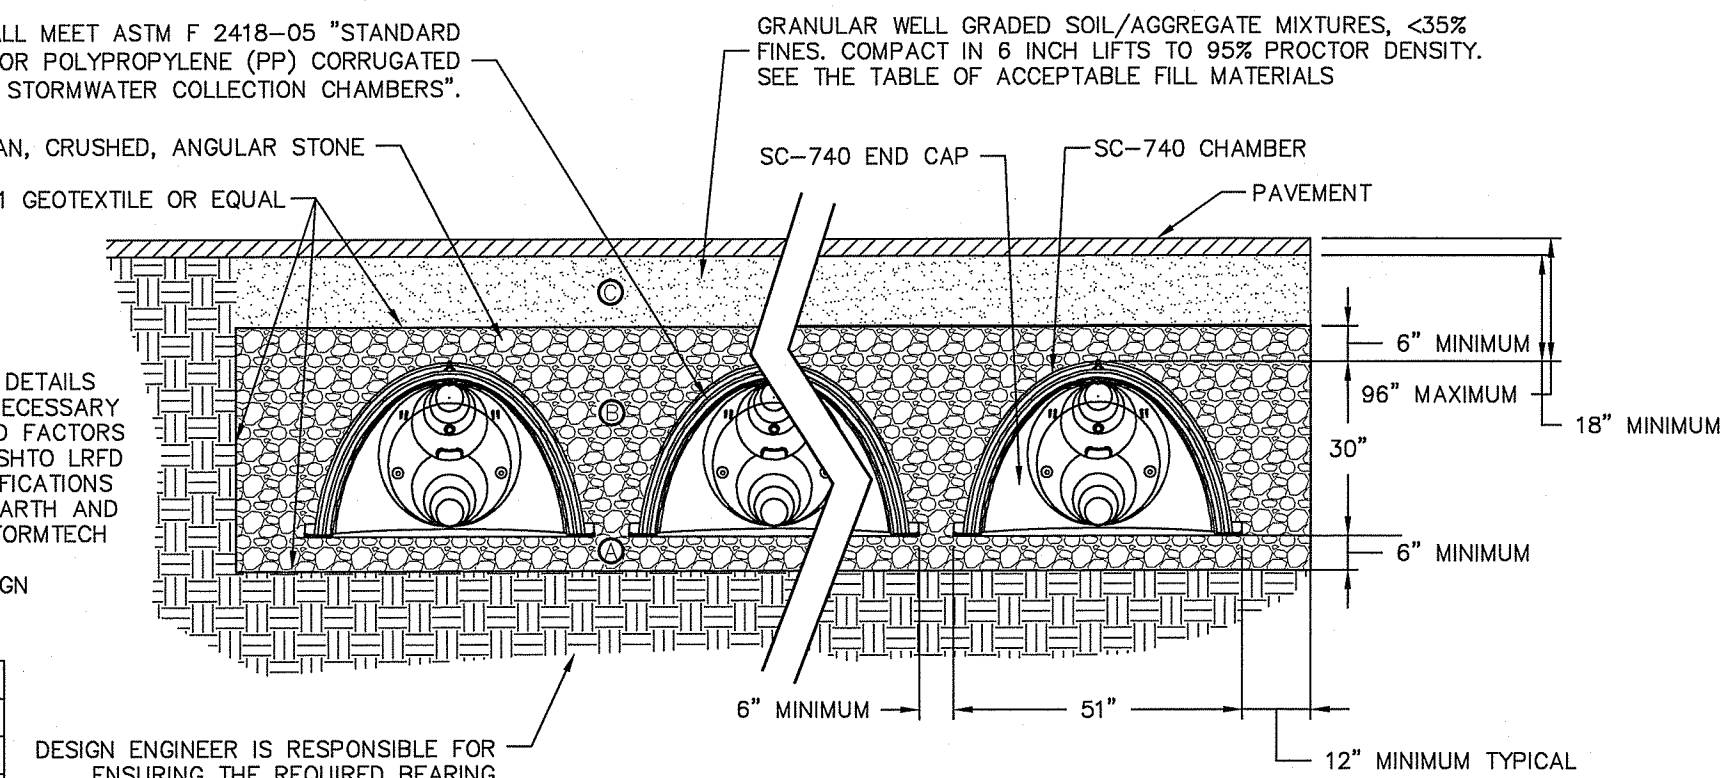 ALL MEET ASTM F 2418-05 "STANDARD
OR POLYPROPYLENE (PP) CORRUGATED
STORMWATER COLLECTION CHAMBERS".
AN, CRUSHED, ANGULAR STONE
1 GEOTEXTILE OR EQUAL
GRANULAR WELL GRADED SOIL/AGGREGATE MIXTURES, <35%
FINES. COMPACT IN 6 INCH LIFTS TO 95% PROCTOR DENSITY.
SEE THE TABLE OF ACCEPTABLE FILL MATERIALS
SC-740 END CAP
SC-740 CHAMBER
PAVEMENT
C
B
A
DETAILS
ECESSARY
D FACTORS
SHTO LRFD
IFICATIONS
ARTH AND
TORMTECH
GN
6" MINIMUM
96" MAXIMUM
18" MINIMUM
30"
6" MINIMUM
6" MINIMUM
51"
12" MINIMUM TYPICAL
DESIGN ENGINEER IS RESPONSIBLE FOR
ENSURING THE REQUIRED BEARING